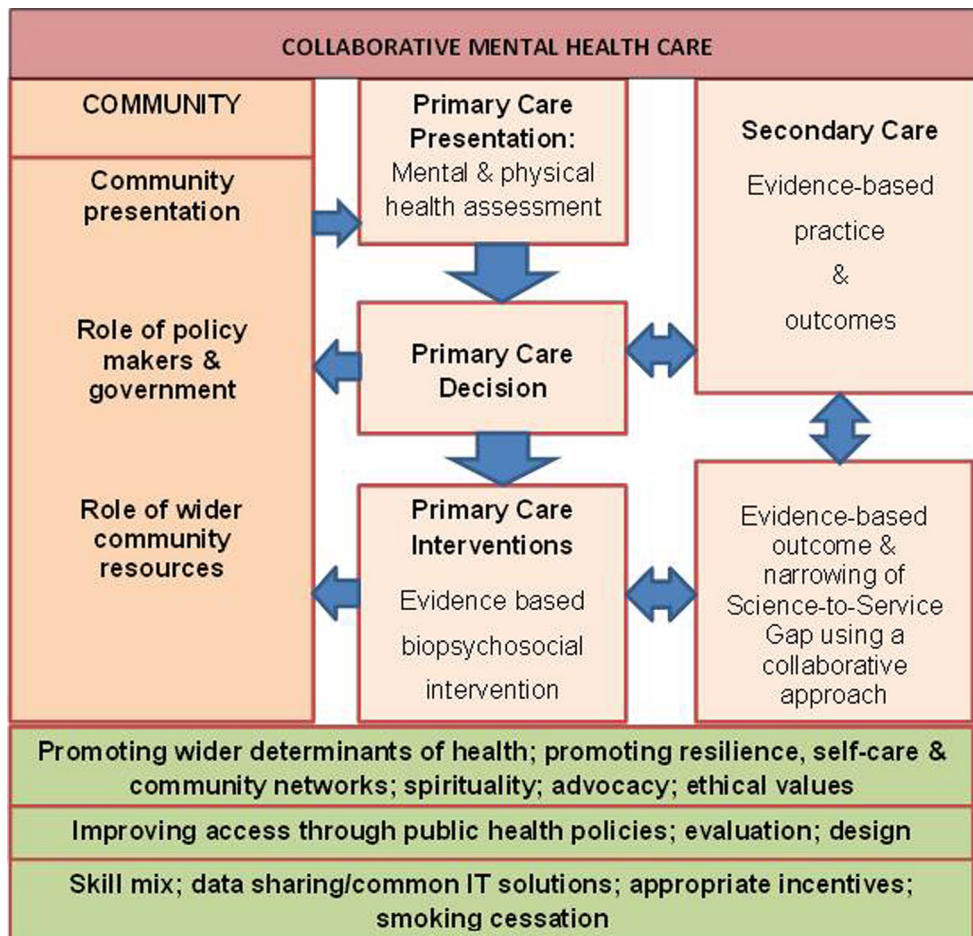 COLLABORATIVE MENTAL HEALTH CARE
COMMUNITY
Community
presentation
Role of policy
makers &
government
Role of wider
community
resources
Primary Care
Presentation:
Mental & physical
health assessment
Primary Care
Decision
Primary Care
Interventions
Evidence based
biopsychosocial
intervention
Secondary Care
Evidence-based
practice
&
outcomes
Evidence-based
outcome &
narrowing of
Science-to-Service
Gap using a
collaborative
approach
Promoting wider determinants of health; promoting resilience, self-care &
community networks; spirituality; advocacy; ethical values
Improving access through public health policies; evaluation; design
Skill mix; data sharing/common IT solutions; appropriate incentives;
smoking cessation